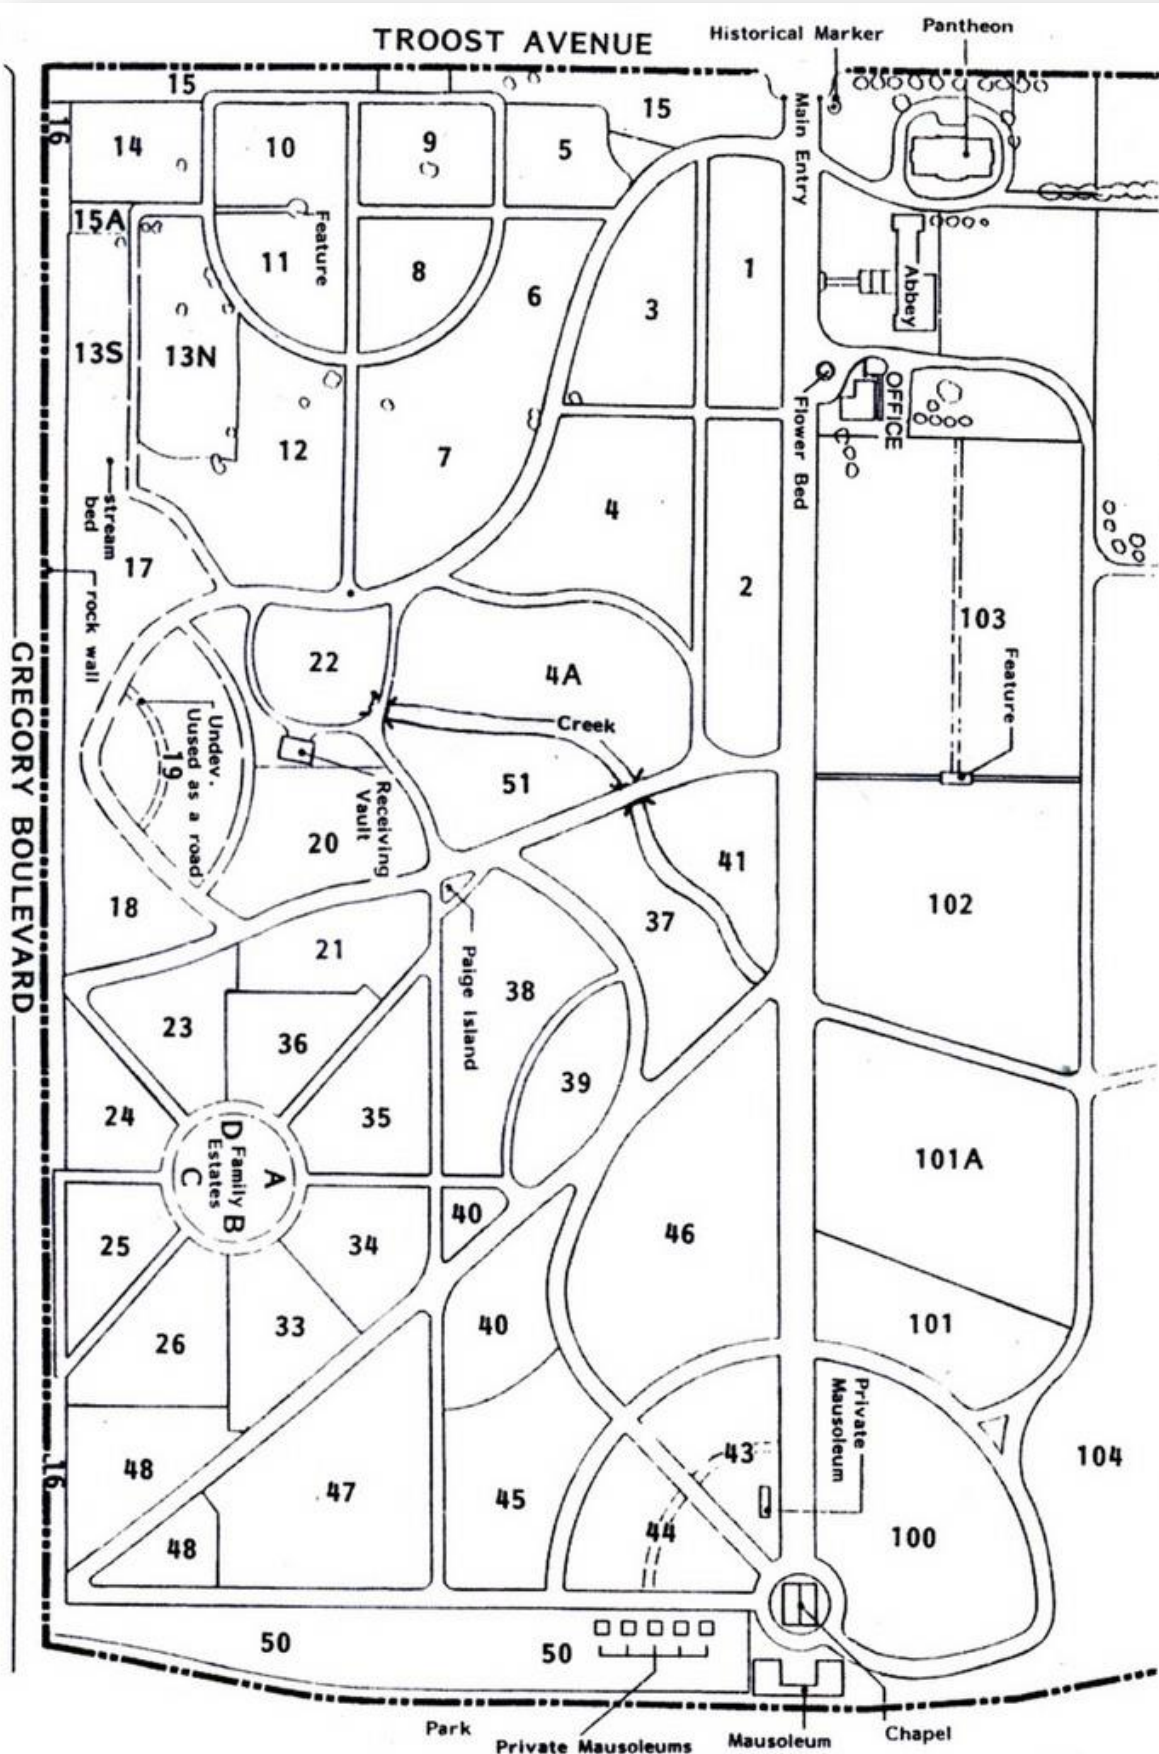 TROOST AVENUE
Historical Marker
Pantheon
15
15
16
14
10
9
5
Main Entry
15A
Feature
11
8
6
3
1
Abbey
13S
13N
12
7
4
Flower Bed
OFFICE
stream
bed
17
rock wall
2
103
Feature
22
4A
Creek
GREGORY BOULEVARD
Undev.
Uused as a road
19
51
Receiving
Vault
20
41
102
18
37
21
Paige Island
38
23
36
39
24
35
101A
D
Family
Estates
A
C
B
40
25
34
46
26
33
40
101
Private
Mausoleum
16
48
47
45
43
104
48
44
100
50
50
Park
Private Mausoleums
Mausoleum
Chapel